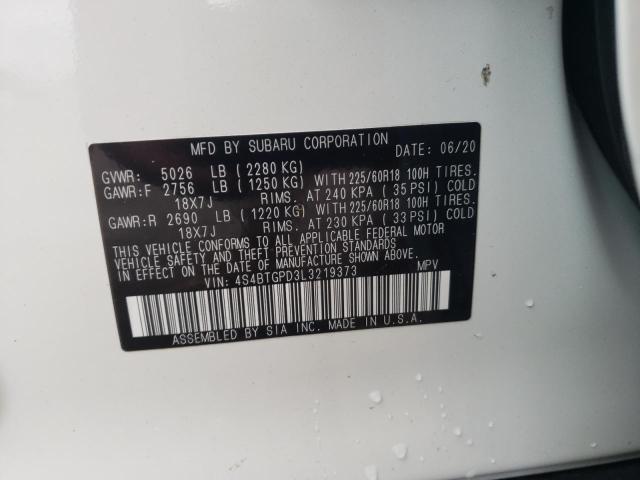 MFD BY SUBARU CORPORATION DATE: 06/20
GVWR: 5026 LB (2280 KG)
GAWR:F 2756 LB (1250 KG) WITH 225/60R18 100H TIRES.
18X7J RIMS. AT 240 KPA (35 PSI) COLD
GAWR:R 2690 LB (1220 KG) WITH 225/60R18 100H TIRES.
18X7J RIMS. AT 230 KPA (33 PSI) COLD
THIS VEHICLE CONFORMS TO ALL APPLICABLE FEDERAL MOTOR
VEHICLE SAFETY AND THEFT PREVENTION STANDARDS
IN EFFECT ON THE DATE OF MANUFACTURE SHOWN ABOVE.
VIN: 4S4BTGPD3L3219373 MPV
ASSEMBLED BY SIA INC. MADE IN U.S.A.